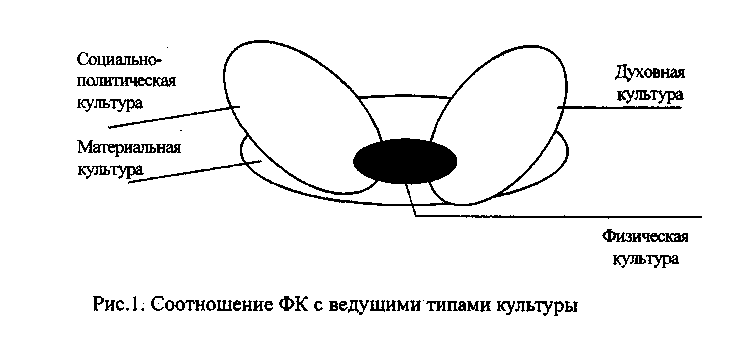 Социально-
политическая
культура
Материальная
культура
Духовная
культура
Физическая
культура
Рис.1. Соотношение ФК с ведущими типами культуры